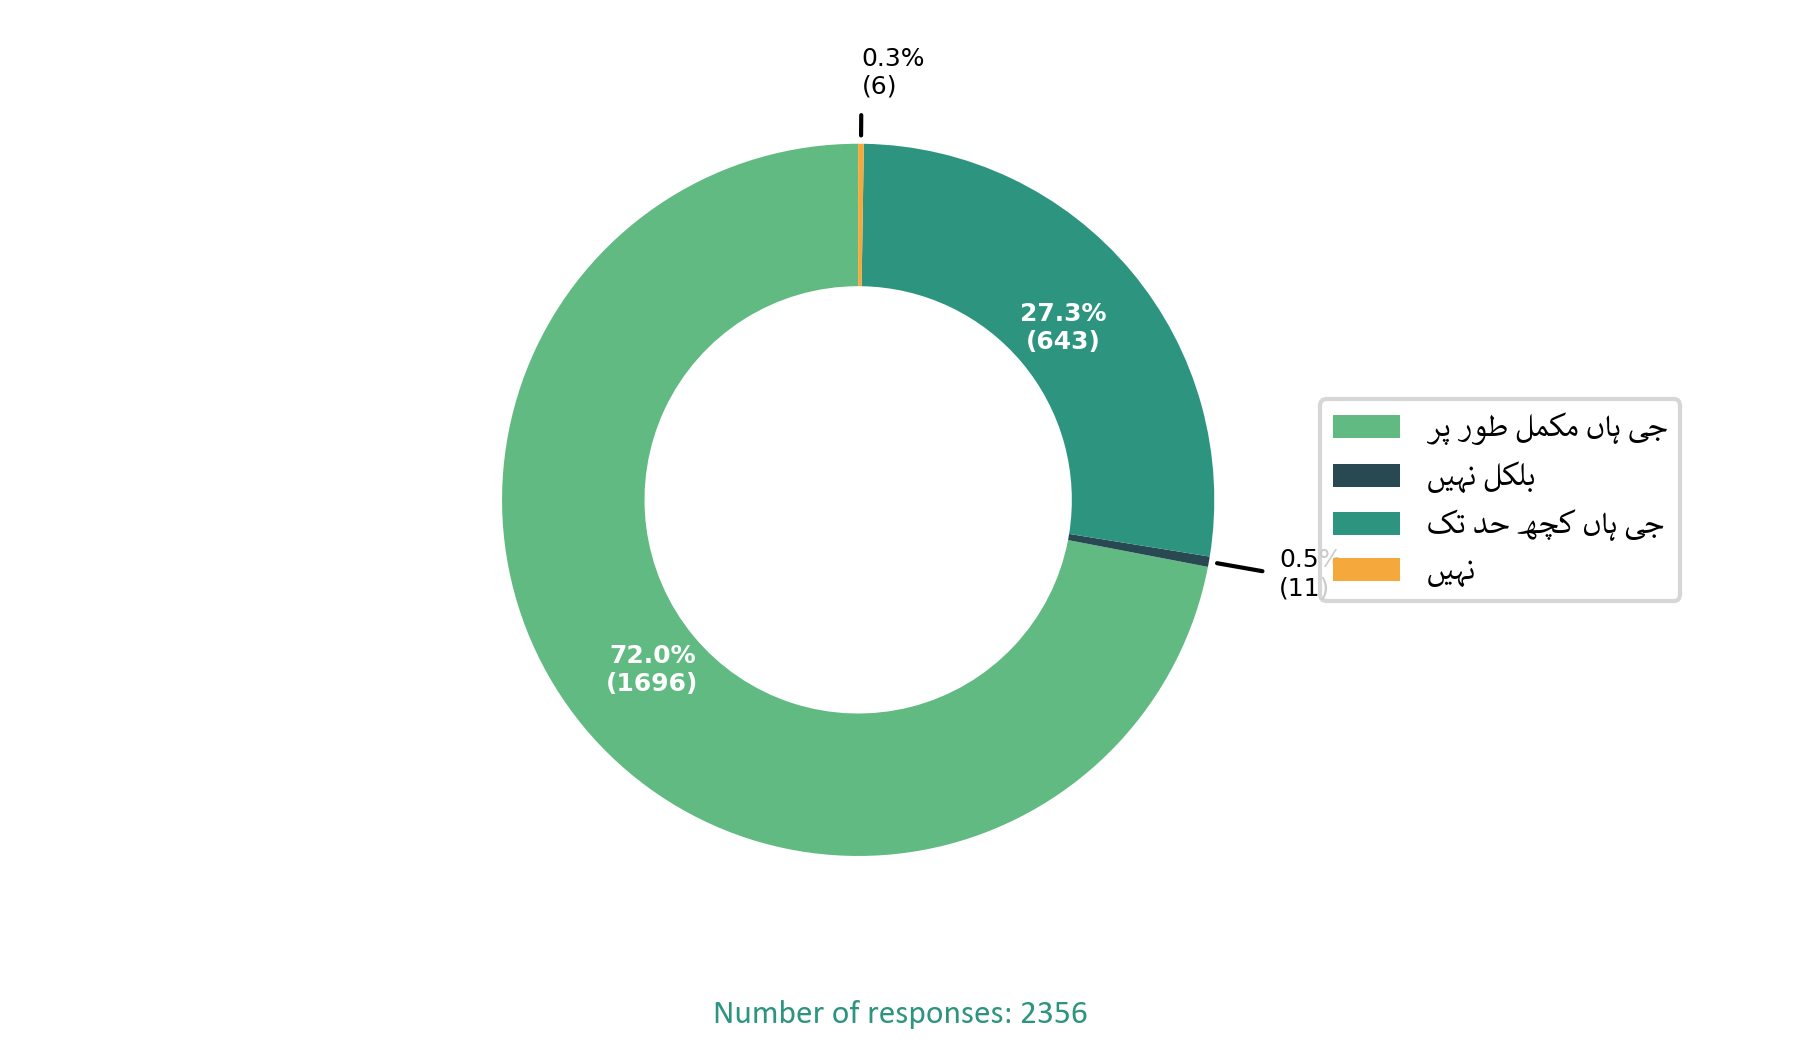 0.3%
(6)
27.3%
(643)
جی ہاں مکمل طور پر
بلکل نہیں
جی ہاں کچھ حد تک
نہیں
0.5%
(11)
72.0%
(1696)
Number of responses: 2356